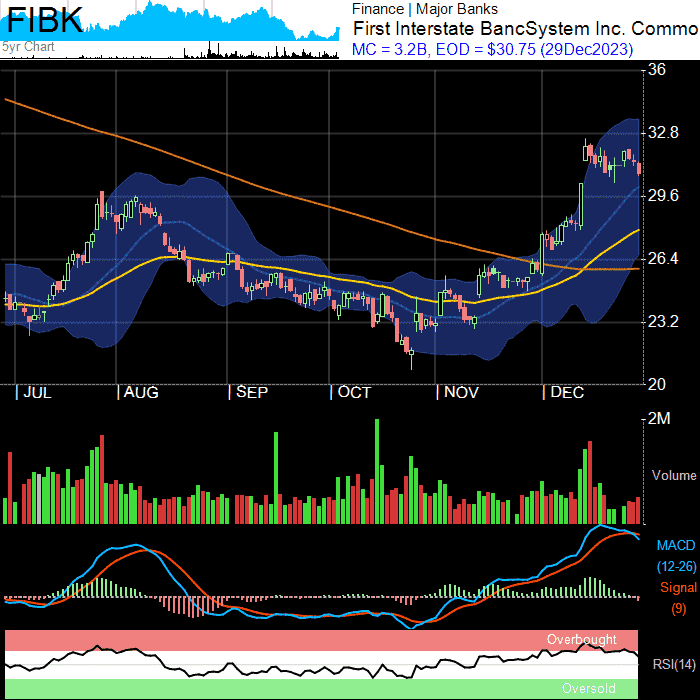 FIBK
5yr Chart
Finance | Major Banks
First Interstate BancSystem Inc. Commo
MC = 3.2B, EOD = $30.75 (29Dec2023)
36
32.8
29.6
26.4
23.2
20
| JUL | AUG | SEP | OCT | NOV | DEC
2M
Volume
MACD
(12-26)
Signal
(9)
Overbought
RSI(14)
Oversold